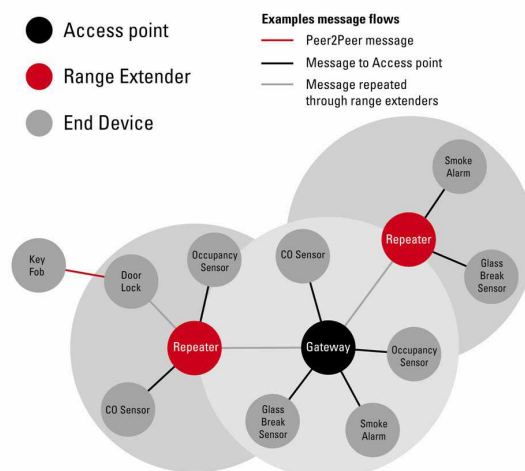 Access point
Range Extender
End Device
Examples message flows
Peer2Peer message
Message to Access point
Message repeated
through range extenders
Smoke
Alarm
Repeater
Glass
Break
Sensor
Key
Fob
Door
Lock
Occupancy
Sensor
CO Sensor
Repeater
Gateway
Occupancy
Sensor
CO Sensor
Glass
Break
Sensor
Smoke
Alarm